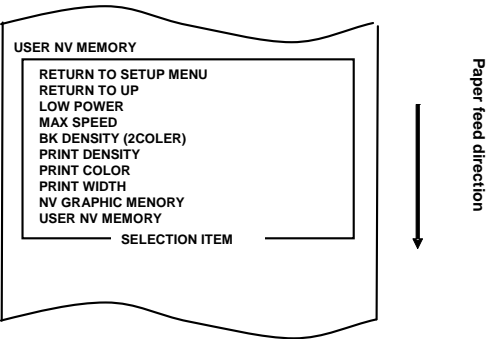 USER NV MEMORY
RETURN TO SETUP MENU
RETURN TO UP
LOW POWER
MAX SPEED
BK DENSITY (2COLER)
PRINT DENSITY
PRINT COLOR
PRINT WIDTH
NV GRAPHIC MENORY
USER NV MEMORY
SELECTION ITEM
Paper feed direction